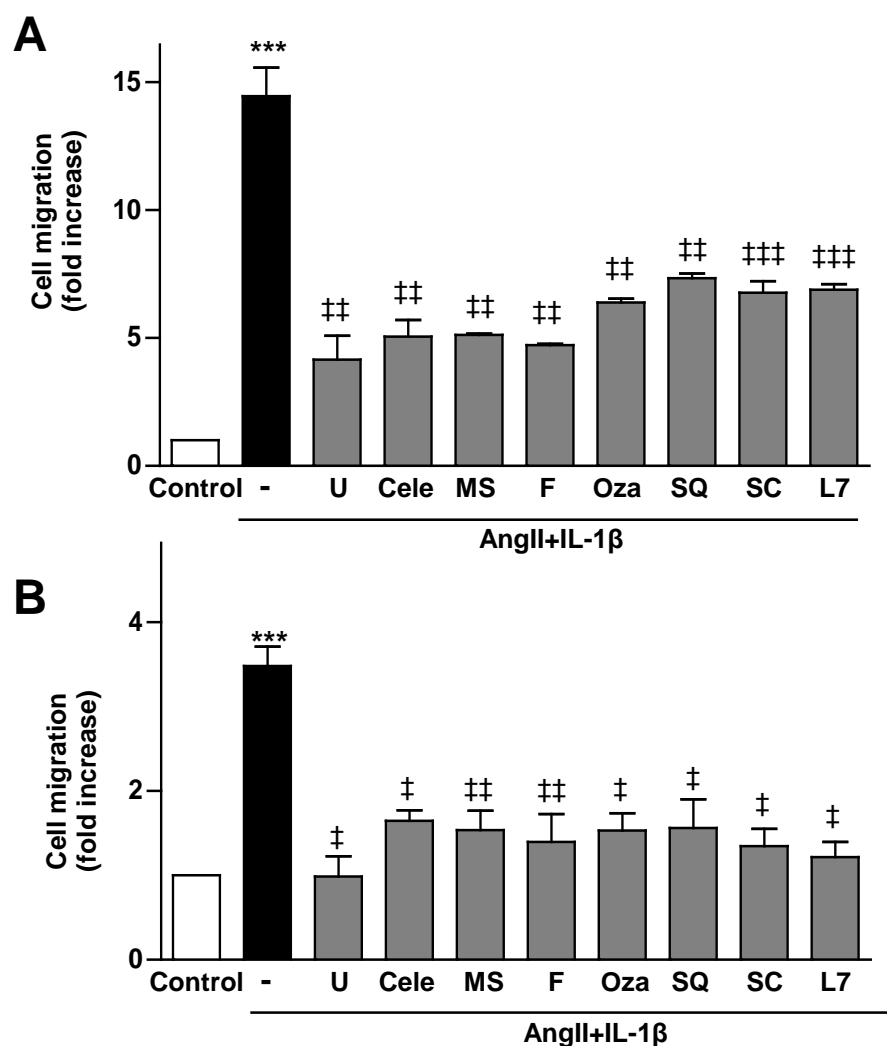 A
Cell migration
(fold increase)
15
10
5
0
***
‡‡
‡‡
‡‡
‡‡
‡‡
‡‡
‡‡‡
‡‡‡
Control - U Cele MS F Oza SQ SC L7
AngII+IL-1β
B
Cell migration
(fold increase)
4
2
0
***
‡
‡
‡‡
‡‡
‡
‡
‡
‡
Control - U Cele MS F Oza SQ SC L7
AngII+IL-1β